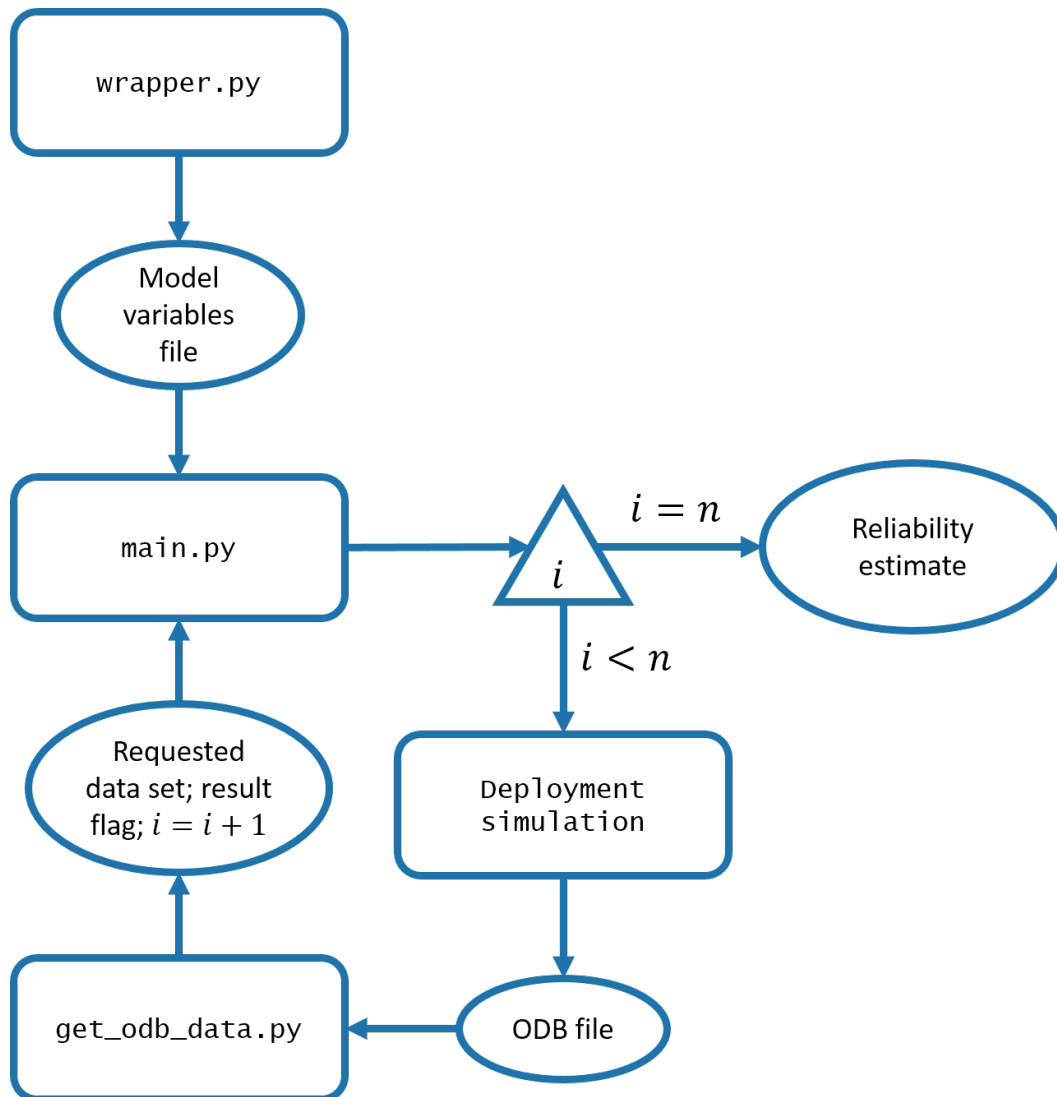 wrapper.py
Model
variables
file
main.py
i
i = n
Reliability
estimate
i < n
Requested
data set; result
flag; i = i + 1
Deployment
simulation
get_odb_data.py
ODB file